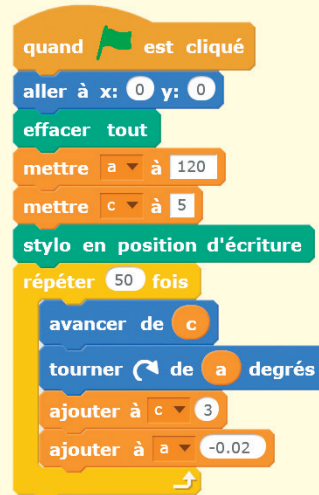 quand est cliqué
aller à x: 0 y: 0
effacer tout
mettre a à 120
mettre c à 5
stylo en position d'écriture
répéter 50 fois
avancer de c
tourner de a degrés
ajouter à c 3
ajouter à a -0.02